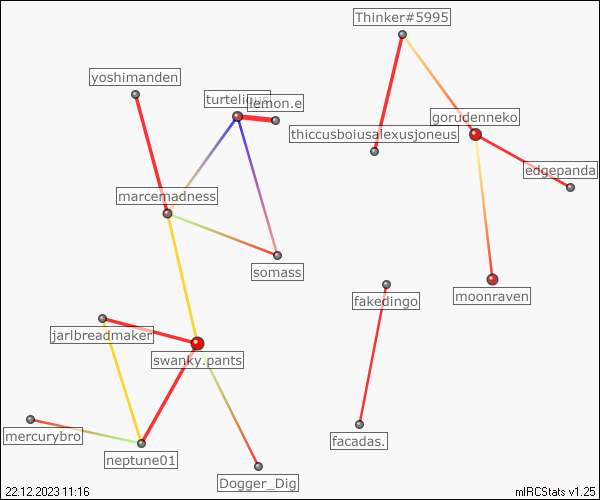 Thinker#5995
yoshimanden
lemon.e
gorudenneko
thiccusboiusalexusjoneus
edgepanda
marcemadness
somass
moonraven
fakedingo
jarlbreadmaker
swanky.pants
mercurybro
facadas.
neptune01
Dogger_Dig
22.12.2023 11:16
mIRCStats v1.25